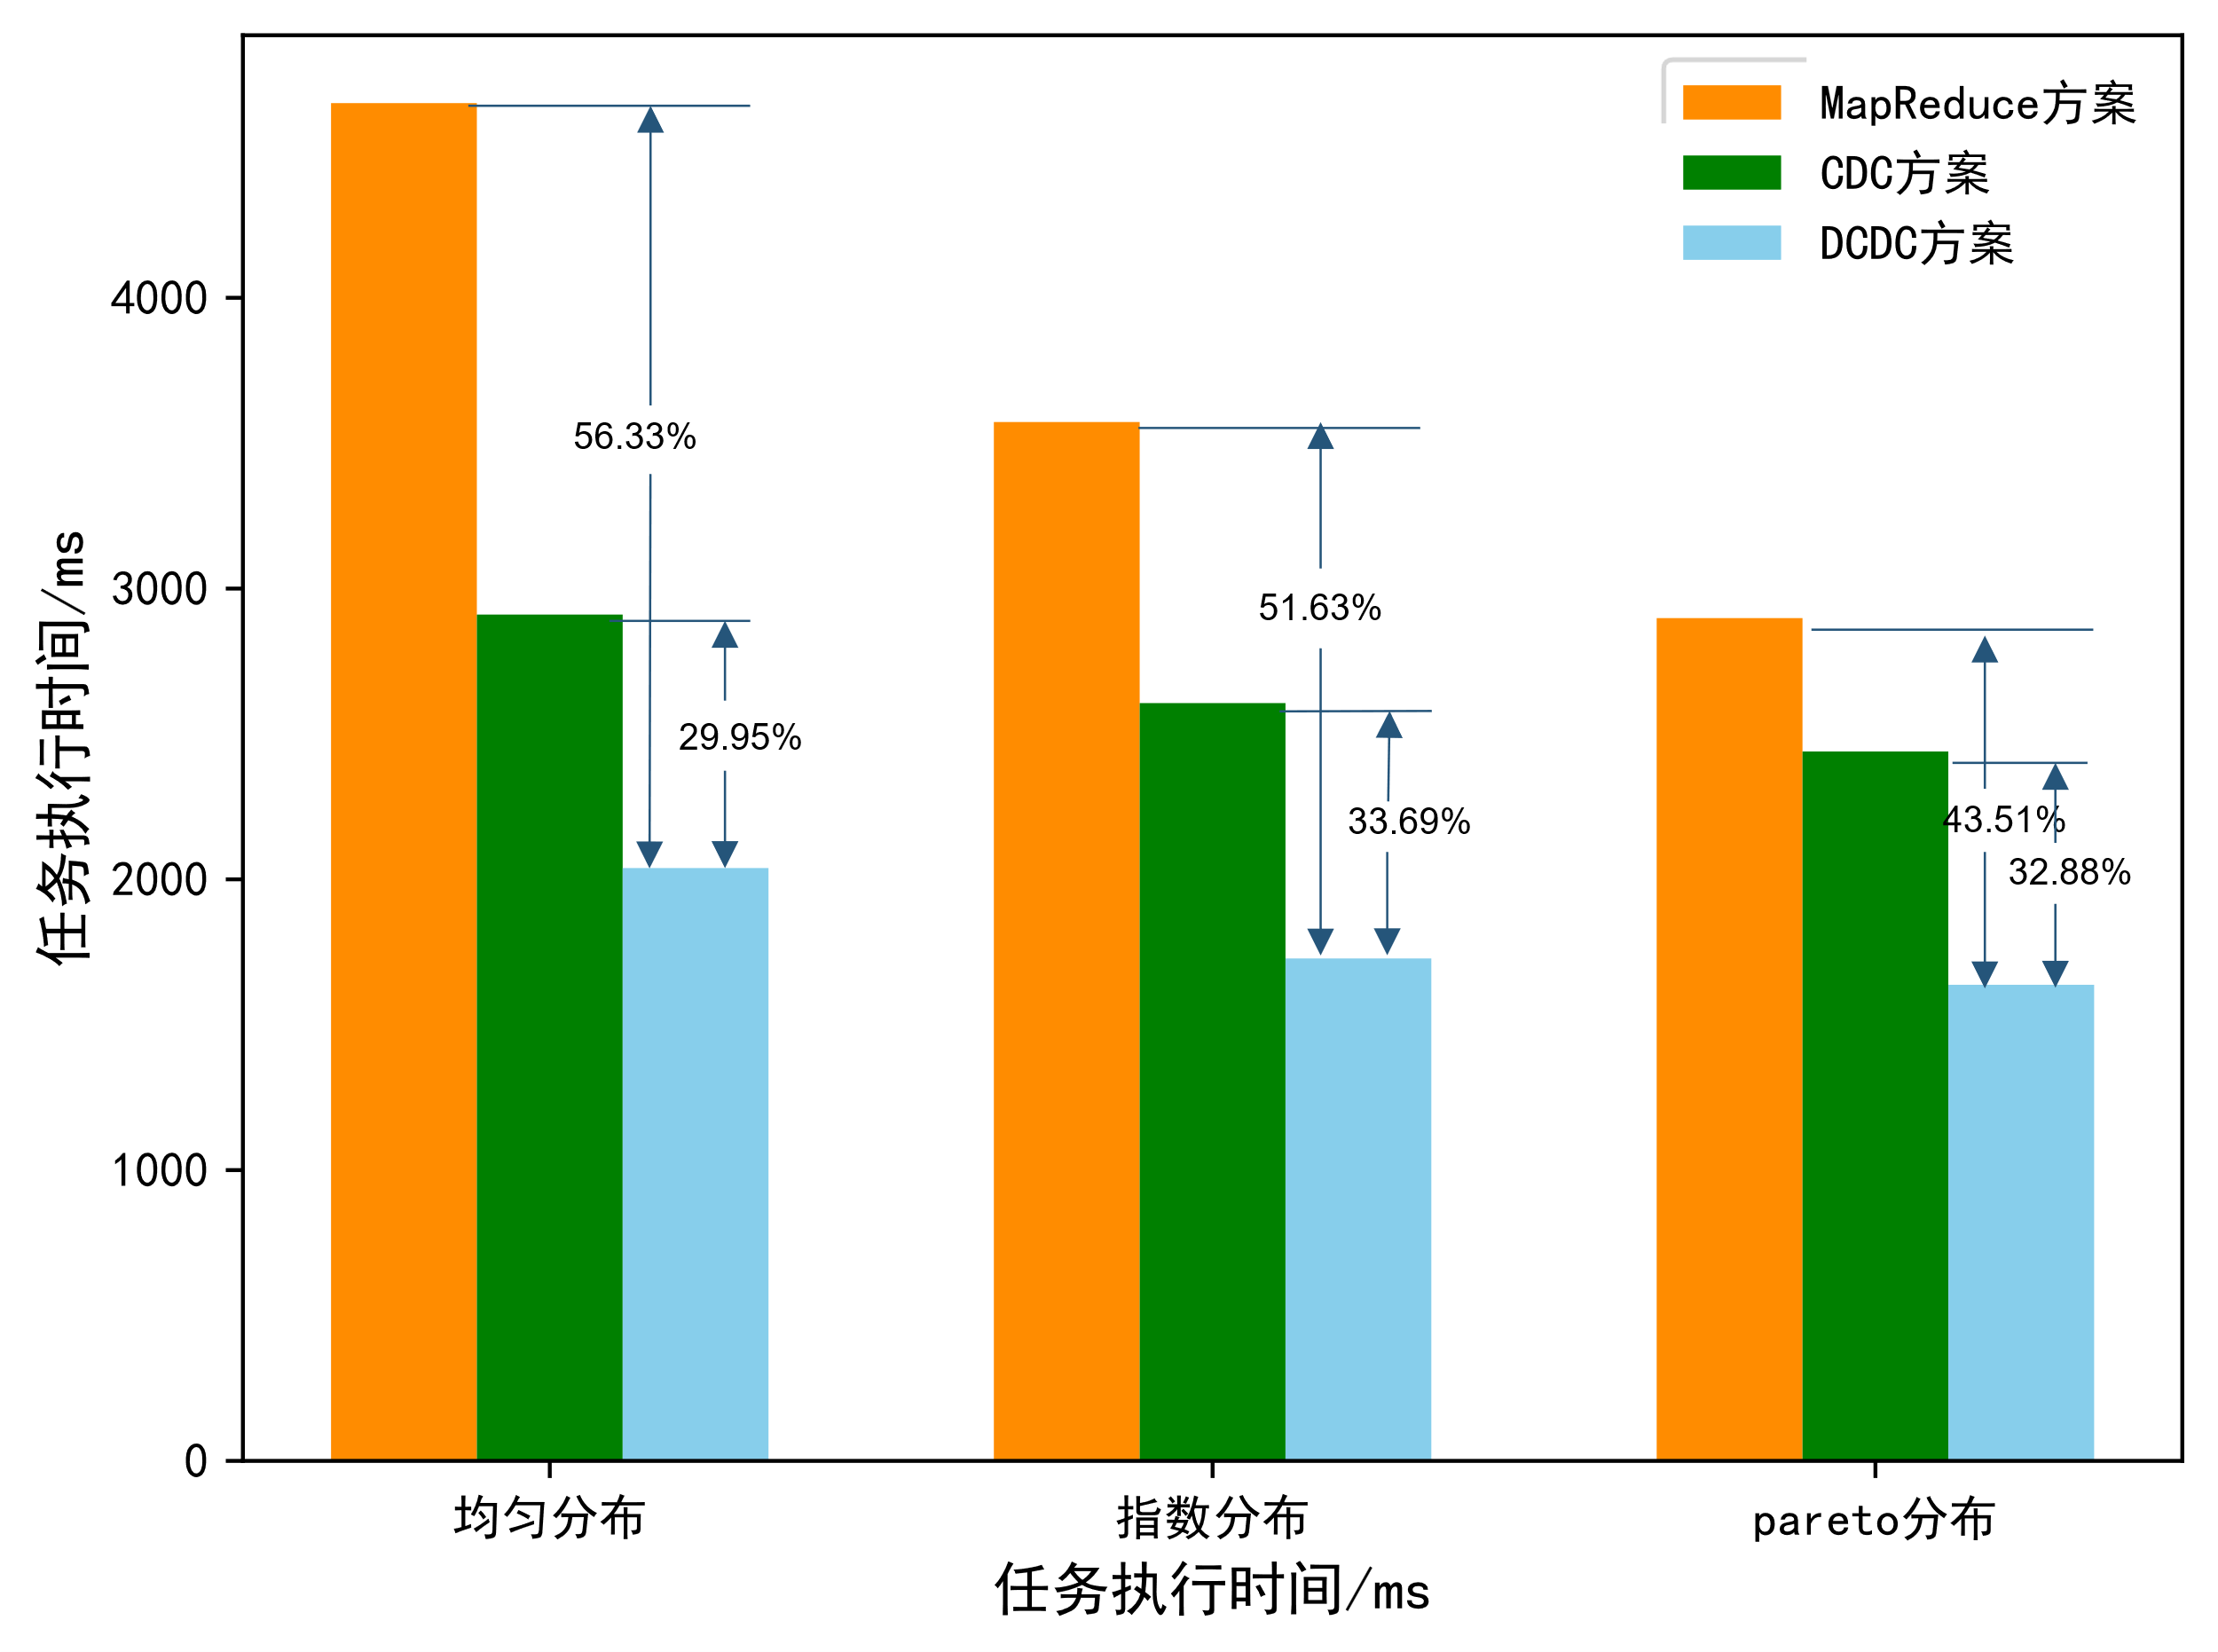 MapReduce方案
CDC方案
DCDC方案
任务执行时间/ms
4000
3000
2000
1000
0
56.33%
29.95%
51.63%
33.69%
43.51%
32.88%
均匀分布
指数分布
pareto分布
任务执行时间/ms